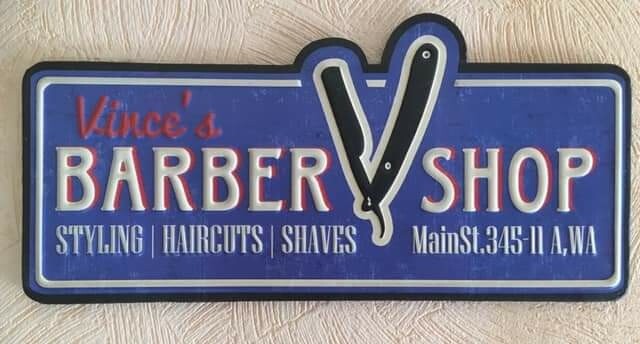 Vince's
BARBER SHOP
STYLING | HAIRCUTS | SHAVES MainSt.345-11 A,WA